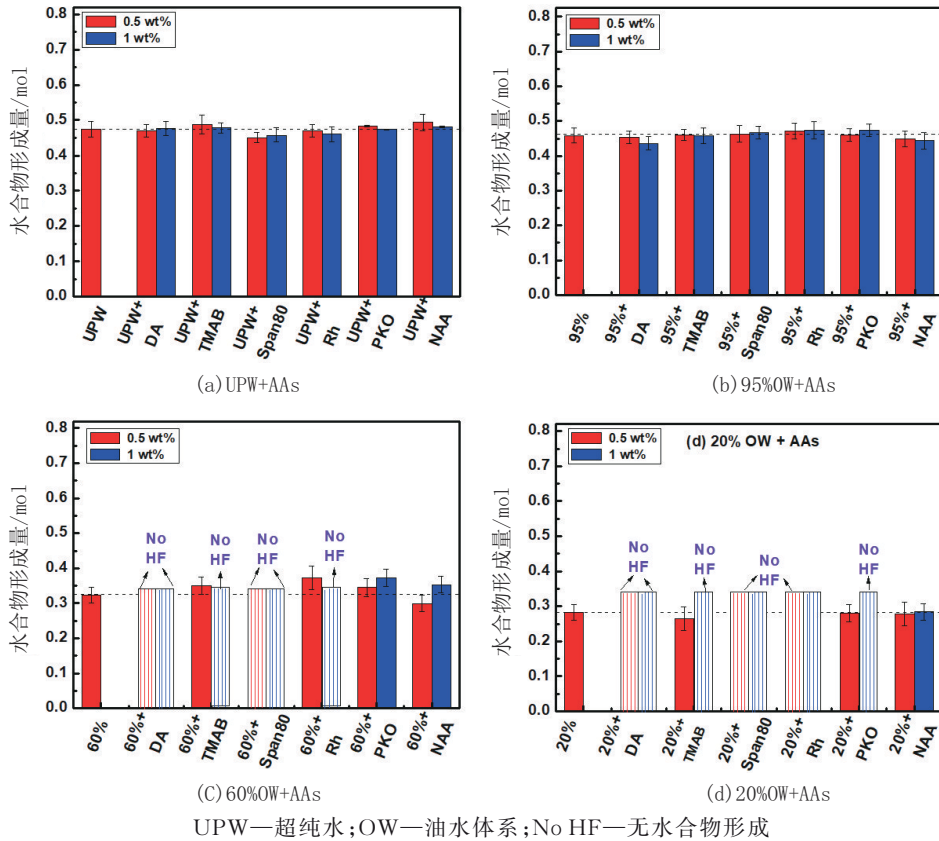 0.8
0.5 wt%
1 wt%
0.7
0.6
0.5
0.4
0.3
0.2
0.1
0.0
水合物形成量/mol
UPW
UPW+
DA
UPW+
TMAB
UPW+
Span80
UPW+
Rh
UPW+
PKO
UPW+
NAA
(a)UPW+AAs
0.8
0.5 wt%
1 wt%
0.7
0.6
0.5
0.4
0.3
0.2
0.1
0.0
水合物形成量/mol
95%
95%+
DA
95%+
TMAB
95%+
Span80
95%+
Rh
95%+
PKO
95%+
NAA
(b)95%OW+AAs
0.8
0.5 wt%
1 wt%
0.7
0.6
0.5
0.4
0.3
0.2
0.1
0.0
水合物形成量/mol
No
HF
No
HF
No
HF
No
HF
60%
60%+
DA
60%+
TMAB
60%+
Span80
60%+
Rh
60%+
PKO
60%+
NAA
(C)60%OW+AAs
0.8
0.5 wt%
1 wt%
(d) 20% OW + AAs
0.7
0.6
0.5
0.4
0.3
0.2
0.1
0.0
水合物形成量/mol
No
HF
No
HF
No
HF
No
HF
20%
20%+
DA
20%+
TMAB
20%+
Span80
20%+
Rh
20%+
PKO
20%+
NAA
(d)20%OW+AAs
UPW—超纯水;OW—油水体系;No HF—无水合物形成